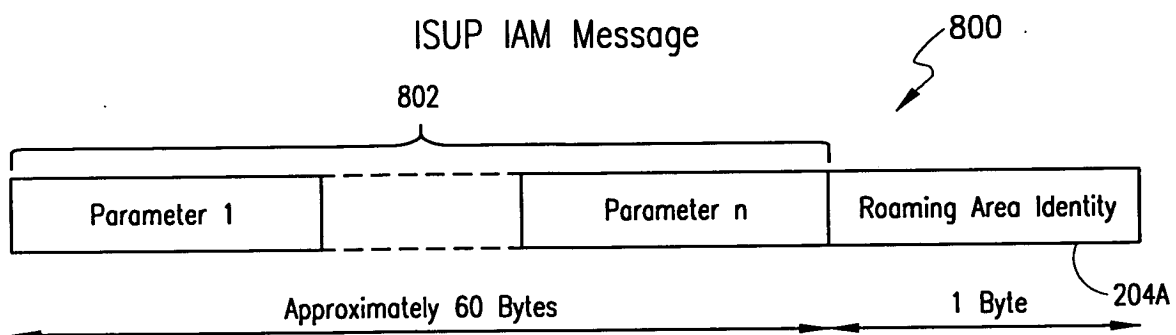 ISUP IAM Message
800
802
Parameter 1
Parameter n
Roaming Area Identity
204A
Approximately 60 Bytes
1 Byte